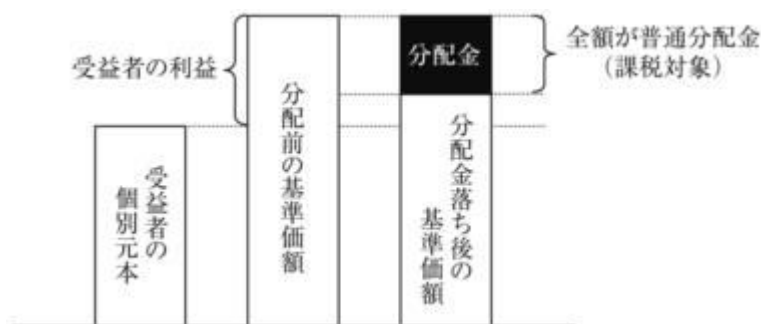 受益者の利益
分配前の基準価額
分配金
全額が普通分配金
（課税対象）
受益者の
個別元本
分配金落ち後の
基準価額